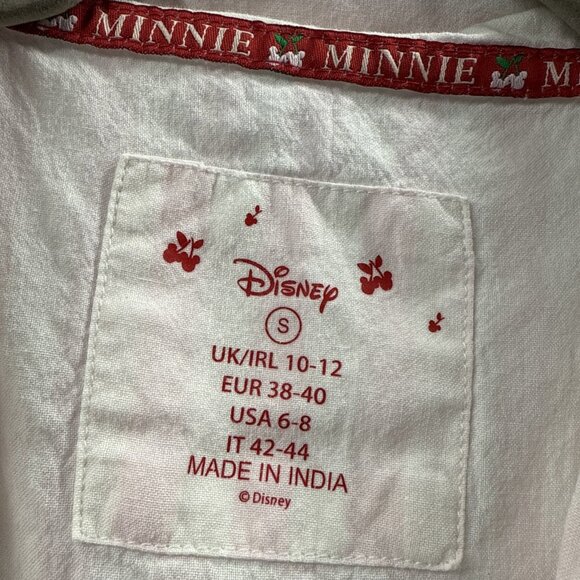 MINNIE MINNIE M
Disney
S
UK/IRL 10-12
EUR 38-40
USA 6-8
IT 42-44
MADE IN INDIA
© Disney